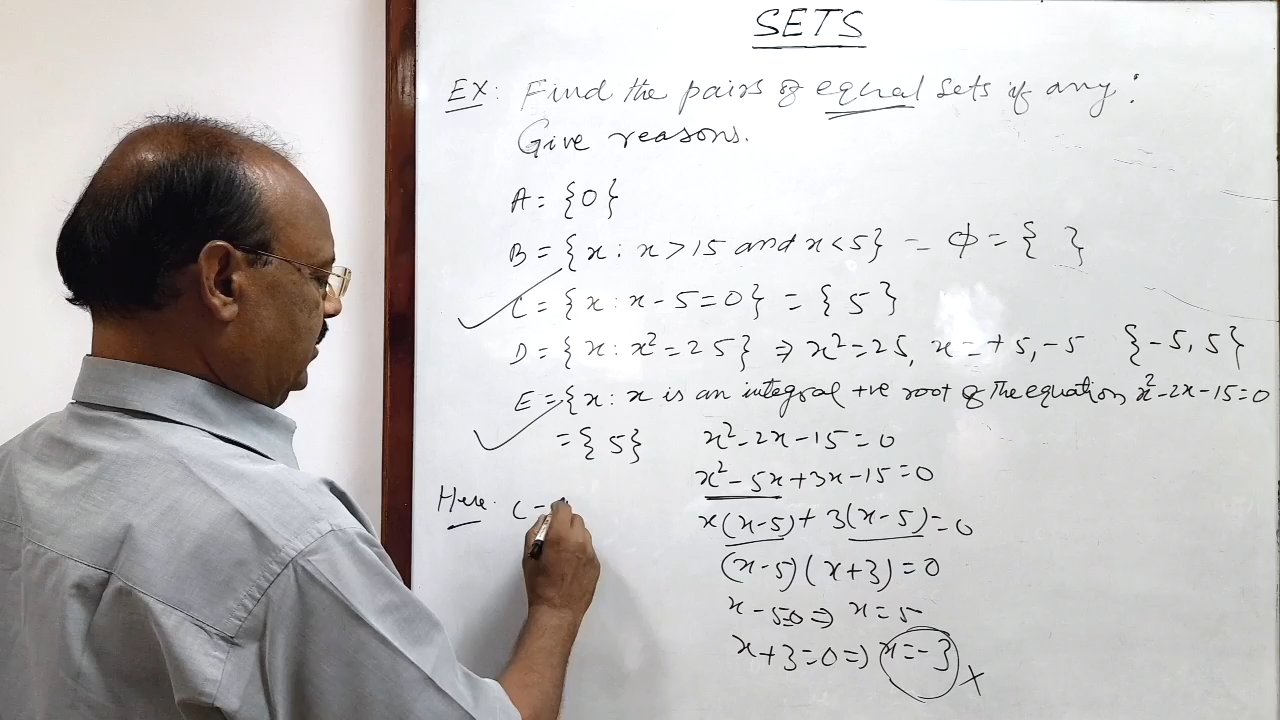 SETS
EX: Find the pairs of equal sets if any:
Give reasons.
A = {0}
B = {x : x > 15 and x < 5} = ϕ = { }
C = {x : x - 5 = 0} = {5}
D = {x : x² = 25} ⇒ x² = 25, x = +5, -5 {-5, 5}
E = {x : x is an integral +ve root of the equation x² - 2x - 15 = 0
= {5} x² - 2x - 15 = 0
x² - 5x + 3x - 15 = 0
Here: C =
x(x - 5) + 3(x - 5) = 0
(x - 5)(x + 3) = 0
x - 5 = 0 ⇒ x = 5
x + 3 = 0 ⇒ x = -3 ×